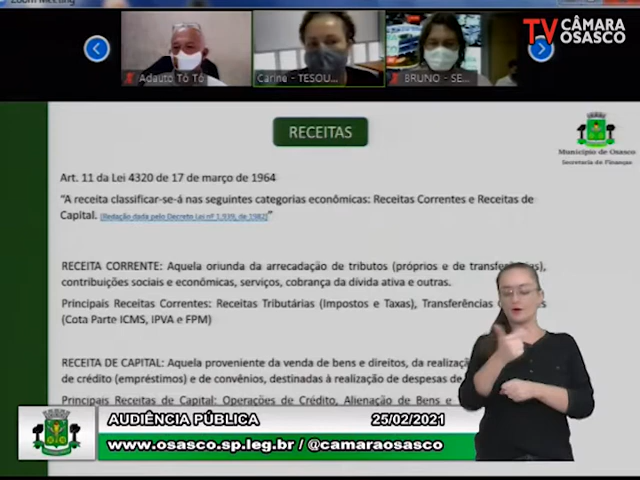 Zoom Meeting
TV CÂMARA
OSASCO
Adauto Tô Tô
Carine - TESOU...
BRUNO - SE...
RECEITAS
Município de Osasco
Secretaria de Finanças
Art. 11 da Lei 4320 de 17 de março de 1964
"A receita classificar-se-á nas seguintes categorias econômicas: Receitas Correntes e Receitas de
Capital. (Redação dada pelo Decreto Lei nº 1.939, de 1982)"
RECEITA CORRENTE: Aquela oriunda da arrecadação de tributos (próprios e de transferências),
contribuições sociais e econômicas, serviços, cobrança da dívida ativa e outras.
Principais Receitas Correntes: Receitas Tributárias (Impostos e Taxas), Transferências
(Cota Parte ICMS, IPVA e FPM)
RECEITA DE CAPITAL: Aquela proveniente da venda de bens e direitos, da realizaç
de crédito (empréstimos) e de convênios, destinadas à realização de despesas de
Principais Receitas de Capital: Operações de Crédito, Alienação de Bens e
AUDIÊNCIA PÚBLICA 25/02/2021
www.osasco.sp.leg.br / @camaraosasco